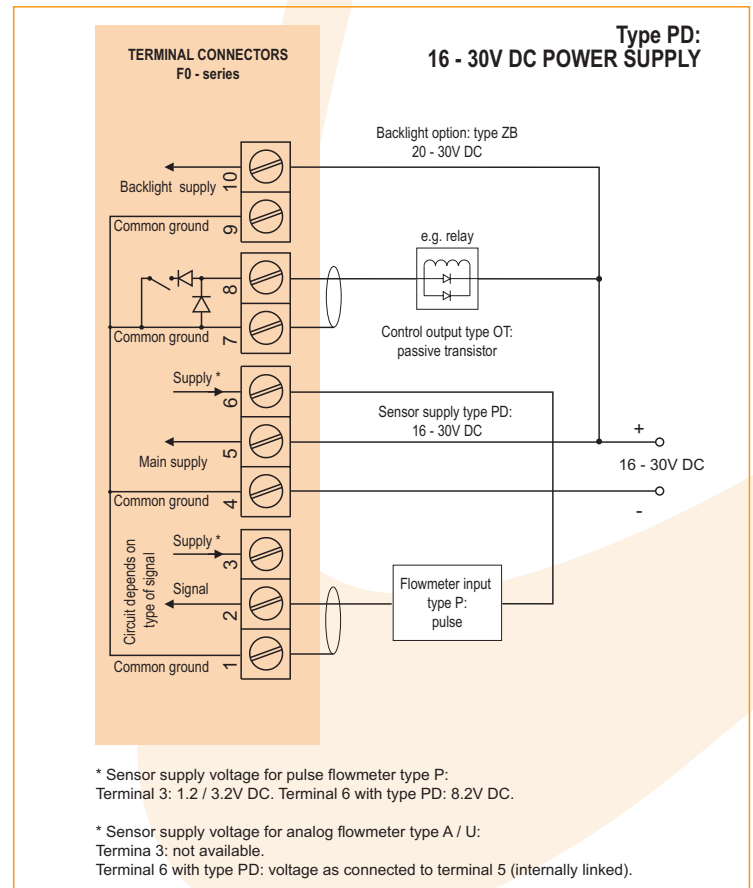 Type PD:
16 - 30V DC POWER SUPPLY
TERMINAL CONNECTORS
F0 - series
Backlight option: type ZB
20 - 30V DC
Backlight supply
10
Common ground
9
e.g. relay
8
Common ground
7
Control output type OT:
passive transistor
Supply *
6
Sensor supply type PD:
16 - 30V DC
Main supply
5
+
16 - 30V DC
-
Common ground
4
Supply *
3
Circuit depends on
type of signal
Signal
2
Flowmeter input
type P:
pulse
Common ground
1
* Sensor supply voltage for pulse flowmeter type P:
Terminal 3: 1.2 / 3.2V DC. Terminal 6 with type PD: 8.2V DC.
* Sensor supply voltage for analog flowmeter type A / U:
Termina 3: not available.
Terminal 6 with type PD: voltage as connected to terminal 5 (internally linked).